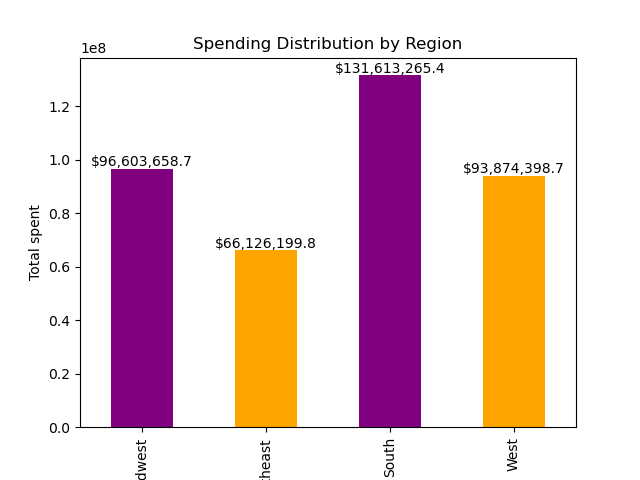 Spending Distribution by Region
1e8
$131,613,265.4
$96,603,658.7
$93,874,398.7
$66,126,199.8
Total spent
1.2
1.0
0.8
0.6
0.4
0.2
0.0
dwest
heast
South
West